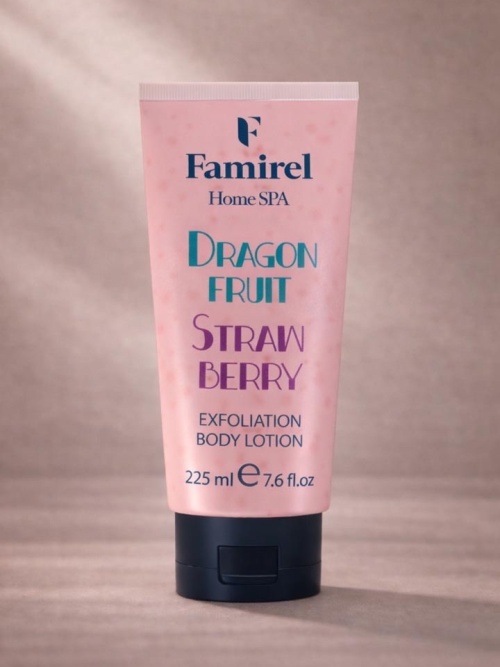 F
Famirel
Home SPA
DRAGON
FRUIT
STRAW
BERRY
EXFOLIATION
BODY LOTION
225 ml ℮ 7.6 fl.oz